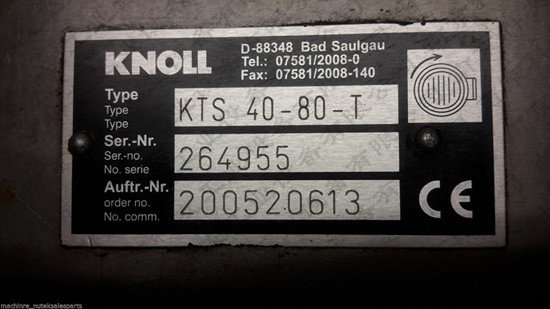 KNOLL
D-88348 Bad Saulgau
Tel.: 07581/2008-0
Fax: 07581/2008-140
Type
Type
Type
KTS 40-80-T
Ser.-Nr.
Ser.-no.
No. serie
264955
Auftr.-Nr.
order no.
No. comm.
200520613
CE
machinre_nuteksalesparts